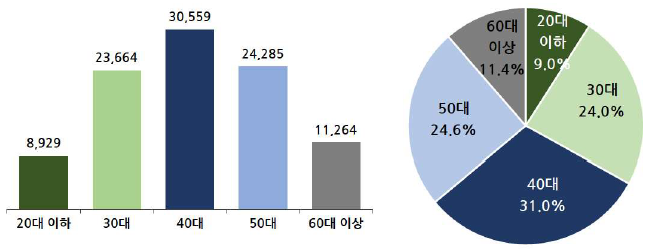 30,559
23,664
24,285
8,929
11,264
20대 이하
30대
40대
50대
60대 이상
20대
이하
9.0%
30대
24.0%
40대
31.0%
50대
24.6%
60대
이상
11.4%